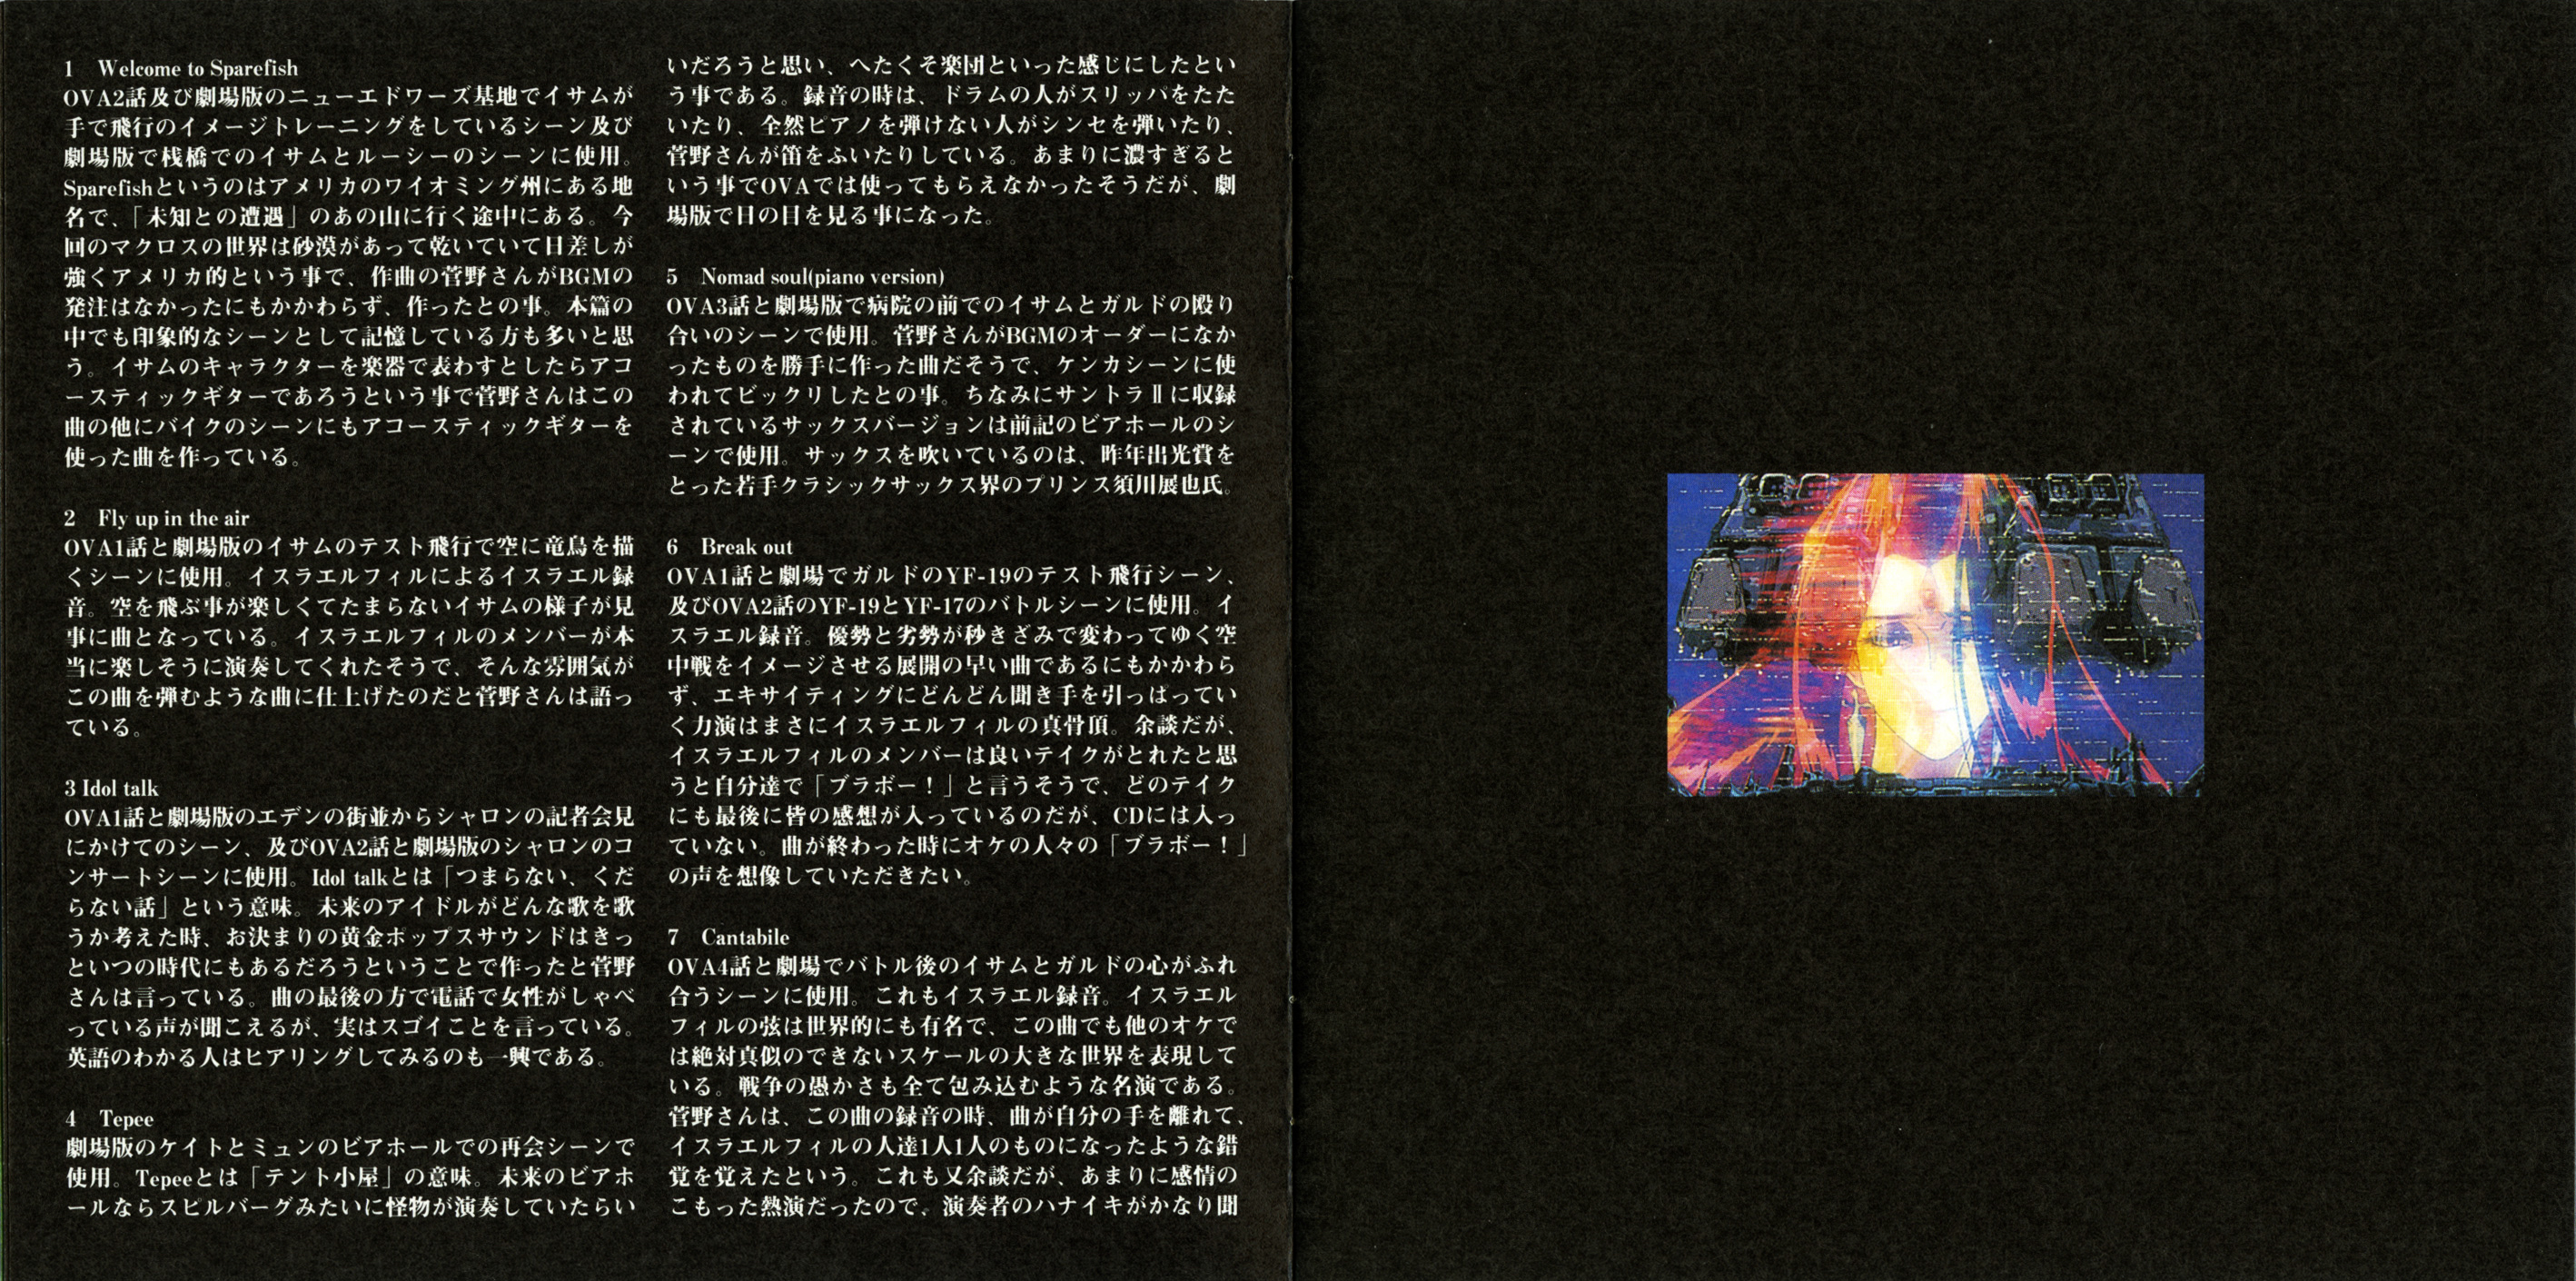 1 Welcome to Sparefish
OVA2話及び劇場版のニューエドワーズ基地でイサムが
手で飛行のイメージトレーニングをしているシーン及び
劇場版で桟橋でのイサムとルーシーのシーンに使用。
Sparefishというのはアメリカのワイオミング州にある地
名で、「未知との遭遇」のあの山に行く途中にある。今
回のマクロスの世界は砂漠があって乾いていて日差しが
強くアメリカ的という事で、作曲の菅野さんがBGMの
発注はなかったにもかかわらず、作ったとの事。本篇の
中でも印象的なシーンとして記憶している方も多いと思
う。イサムのキャラクターを楽器で表わすとしたらアコ
ースティックギターであろうという事で菅野さんはこの
曲の他にバイクのシーンにもアコースティックギターを
使った曲を作っている。
2 Fly up in the air
OVA1話と劇場版のイサムのテスト飛行で空に竜鳥を描
くシーンに使用。イスラエルフィルによるイスラエル録
音。空を飛ぶ事が楽しくてたまらないイサムの様子が見
事に曲となっている。イスラエルフィルのメンバーが本
当に楽しそうに演奏してくれたそうで、そんな雰囲気が
この曲を弾むような曲に仕上げたのだと菅野さんは語っ
ている。
3 Idol talk
OVA1話と劇場版のエデンの街並からシャロンの記者会見
にかけてのシーン、及びOVA2話と劇場版のシャロンのコ
ンサートシーンに使用。Idol talkとは「つまらない、くだ
らない話」という意味。未来のアイドルがどんな歌を歌
うか考えた時、お決まりの黄金ポップスサウンドはきっ
といつの時代にもあるだろうということで作ったと菅野
さんは言っている。曲の最後の方で電話で女性がしゃべ
っている声が聞こえるが、実はスゴイことを言っている。
英語のわかる人はヒアリングしてみるのも一興である。
4 Tepee
劇場版のケイトとミュンのビアホールでの再会シーンで
使用。Tepeeとは「テント小屋」の意味。未来のビアホ
ールならスピルバーグみたいに怪物が演奏していたらい
いだろうと思い、へたくそ楽団といった感じにしたとい
う事である。録音の時は、ドラムの人がスリッパをたた
いたり、全然ピアノを弾けない人がシンセを弾いたり、
菅野さんが笛をふいたりしている。あまりに濃すぎると
いう事でOVAでは使ってもらえなかったそうだが、劇
場版で日の目を見る事になった。
5 Nomad soul(piano version)
OVA3話と劇場版で病院の前でのイサムとガルドの殴り
合いのシーンで使用。菅野さんがBGMのオーダーになか
ったものを勝手に作った曲だそうで、ケンカシーンに使
われてビックリしたとの事。ちなみにサントラⅡに収録
されているサックスバージョンは前記のビアホールのシ
ーンで使用。サックスを吹いているのは、昨年出光賞を
とった若手クラシックサックス界のプリンス須川展也氏。
6 Break out
OVA1話と劇場でガルドのYF-19のテスト飛行シーン、
及びOVA2話のYF-19とYF-17のバトルシーンに使用。イ
スラエル録音。優勢と劣勢が秒きざみで変わってゆく空
中戦をイメージさせる展開の早い曲であるにもかかわら
ず、エキサイティングにどんどん聞き手を引っぱってい
く力演はまさにイスラエルフィルの真骨頂。余談だが、
イスラエルフィルのメンバーは良いテイクがとれたと思
うと自分達で「ブラボー！」と言うそうで、どのテイク
にも最後に皆の感想が入っているのだが、CDには入っ
ていない。曲が終わった時にオケの人々の「ブラボー！」
の声を想像していただきたい。
7 Cantabile
OVA4話と劇場でバトル後のイサムとガルドの心がふれ
合うシーンに使用。これもイスラエル録音。イスラエル
フィルの弦は世界的にも有名で、この曲でも他のオケで
は絶対真似のできないスケールの大きな世界を表現して
いる。戦争の愚かさも全て包み込むような名演である。
菅野さんは、この曲の録音の時、曲が自分の手を離れて、
イスラエルフィルの人達1人1人のものになったような錯
覚を覚えたという。これも又余談だが、あまりに感情の
こもった熱演だったので、演奏者のハナイキがかなり聞